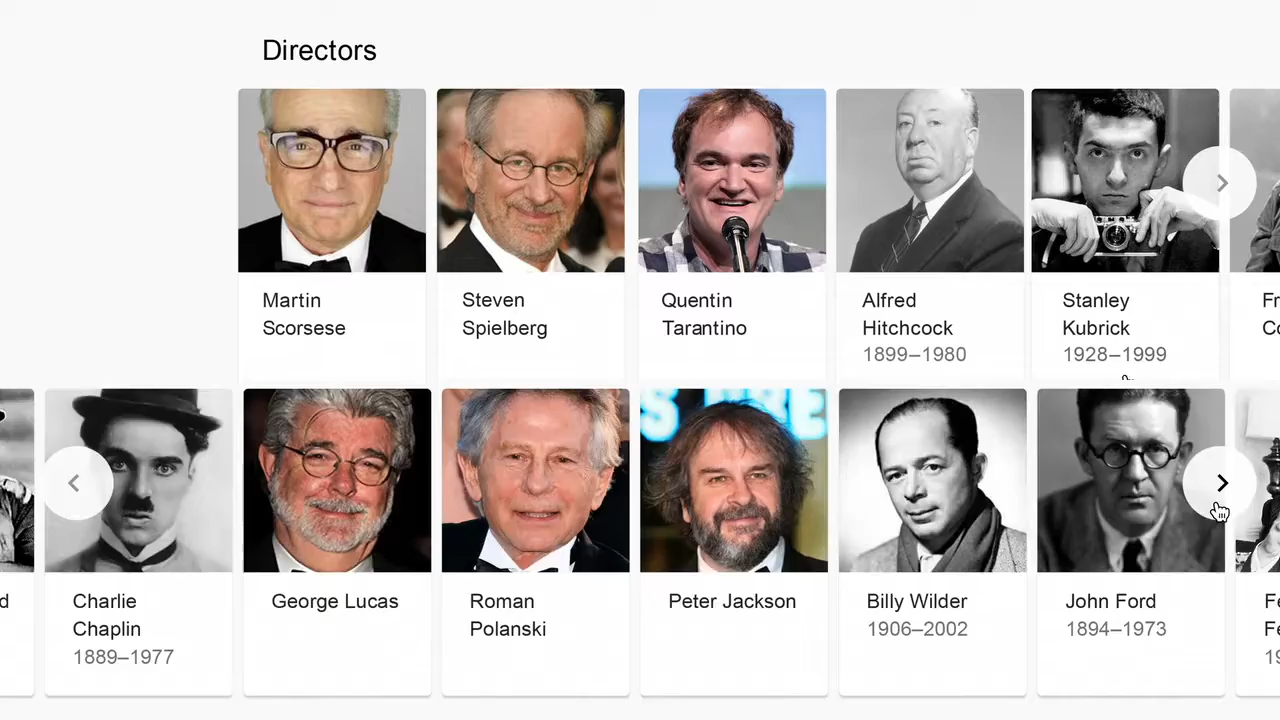 Directors
Martin
Scorsese
Steven
Spielberg
Quentin
Tarantino
Alfred
Hitchcock
1899–1980
Stanley
Kubrick
1928–1999
Charlie
Chaplin
1889–1977
George Lucas
Roman
Polanski
Peter Jackson
Billy Wilder
1906–2002
John Ford
1894–1973